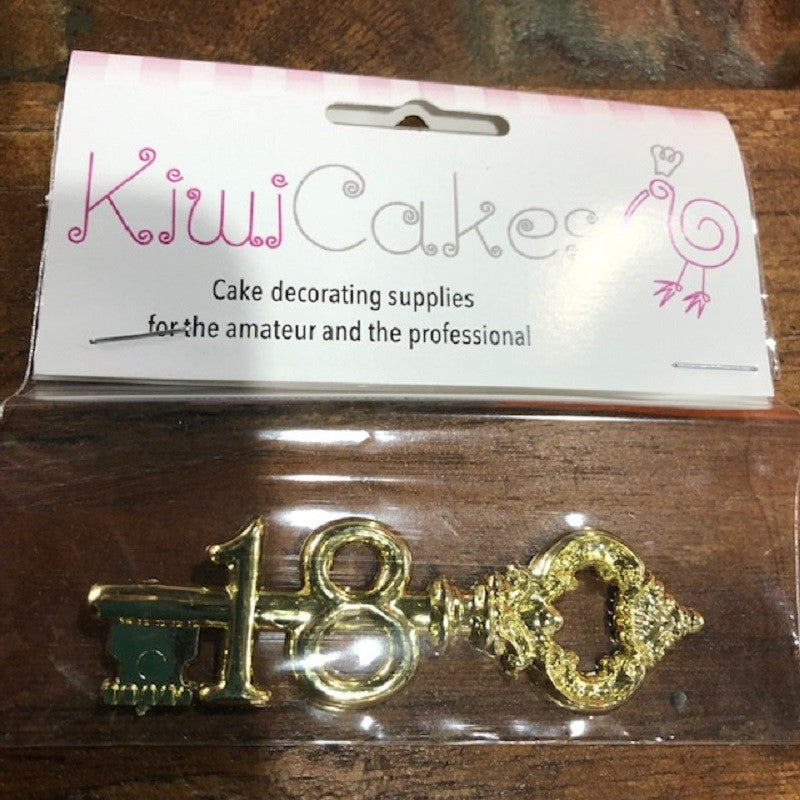 KiwiCakes
Cake decorating supplies
for the amateur and the professional
18